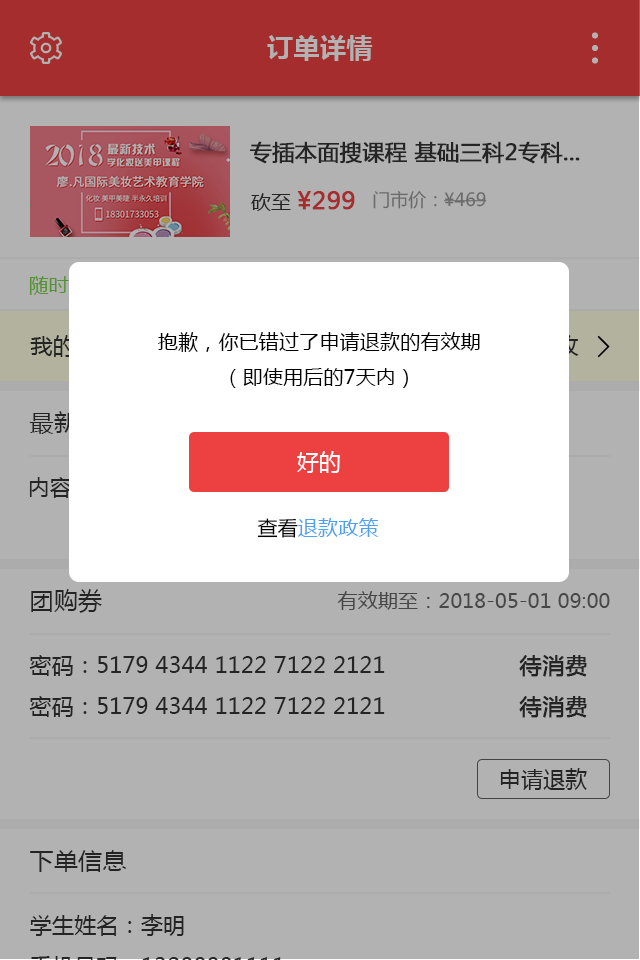 订单详情
2018 最新技术
学化妆送美甲课程
廖.凡国际美妆艺术教育学院
化妆 美甲美睫 半永久培训
18301733053
专插本面搜课程 基础三科2专科...
砍至 ¥299 门市价：¥469
随时
抱歉，你已错过了申请退款的有效期
（即使用后的7天内）
我的
最新
好的
内容
查看退款政策
团购券 有效期至：2018-05-01 09:00
密码：5179 4344 1122 7122 2121 待消费
密码：5179 4344 1122 7122 2121 待消费
申请退款
下单信息
学生姓名：李明